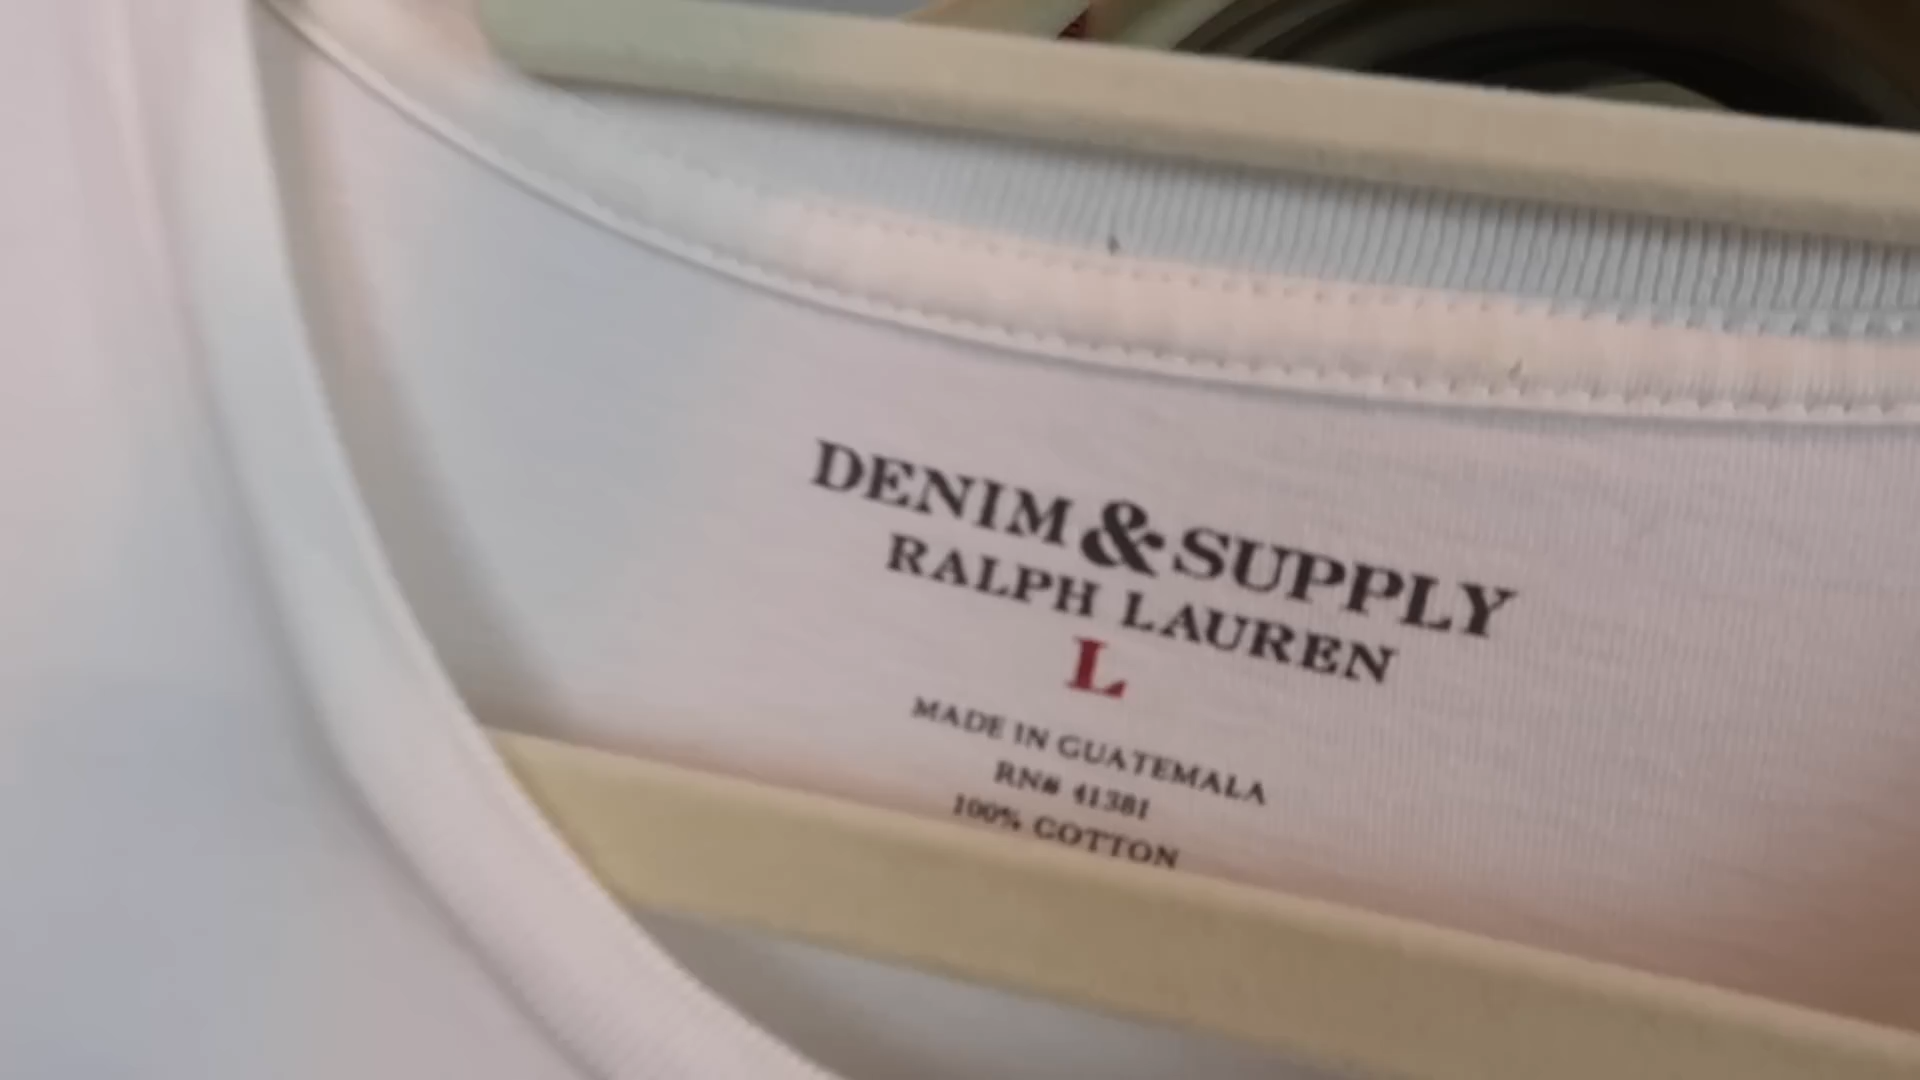 DENIM & SUPPLY
RALPH LAUREN
L
MADE IN GUATEMALA
RN# 41381
100% COTTON